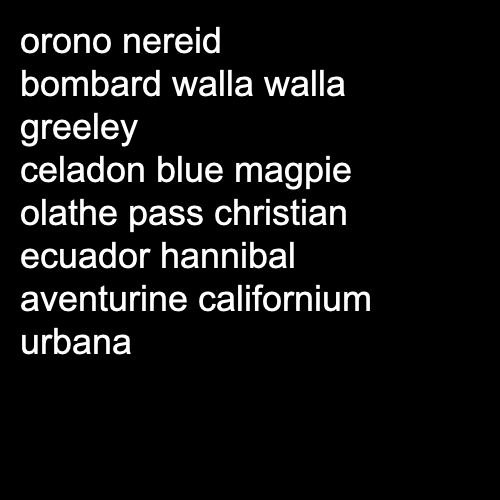 orono nereid
bombard walla walla
greeley
celadon blue magpie
olathe pass christian
ecuador hannibal
aventurine californium
urbana